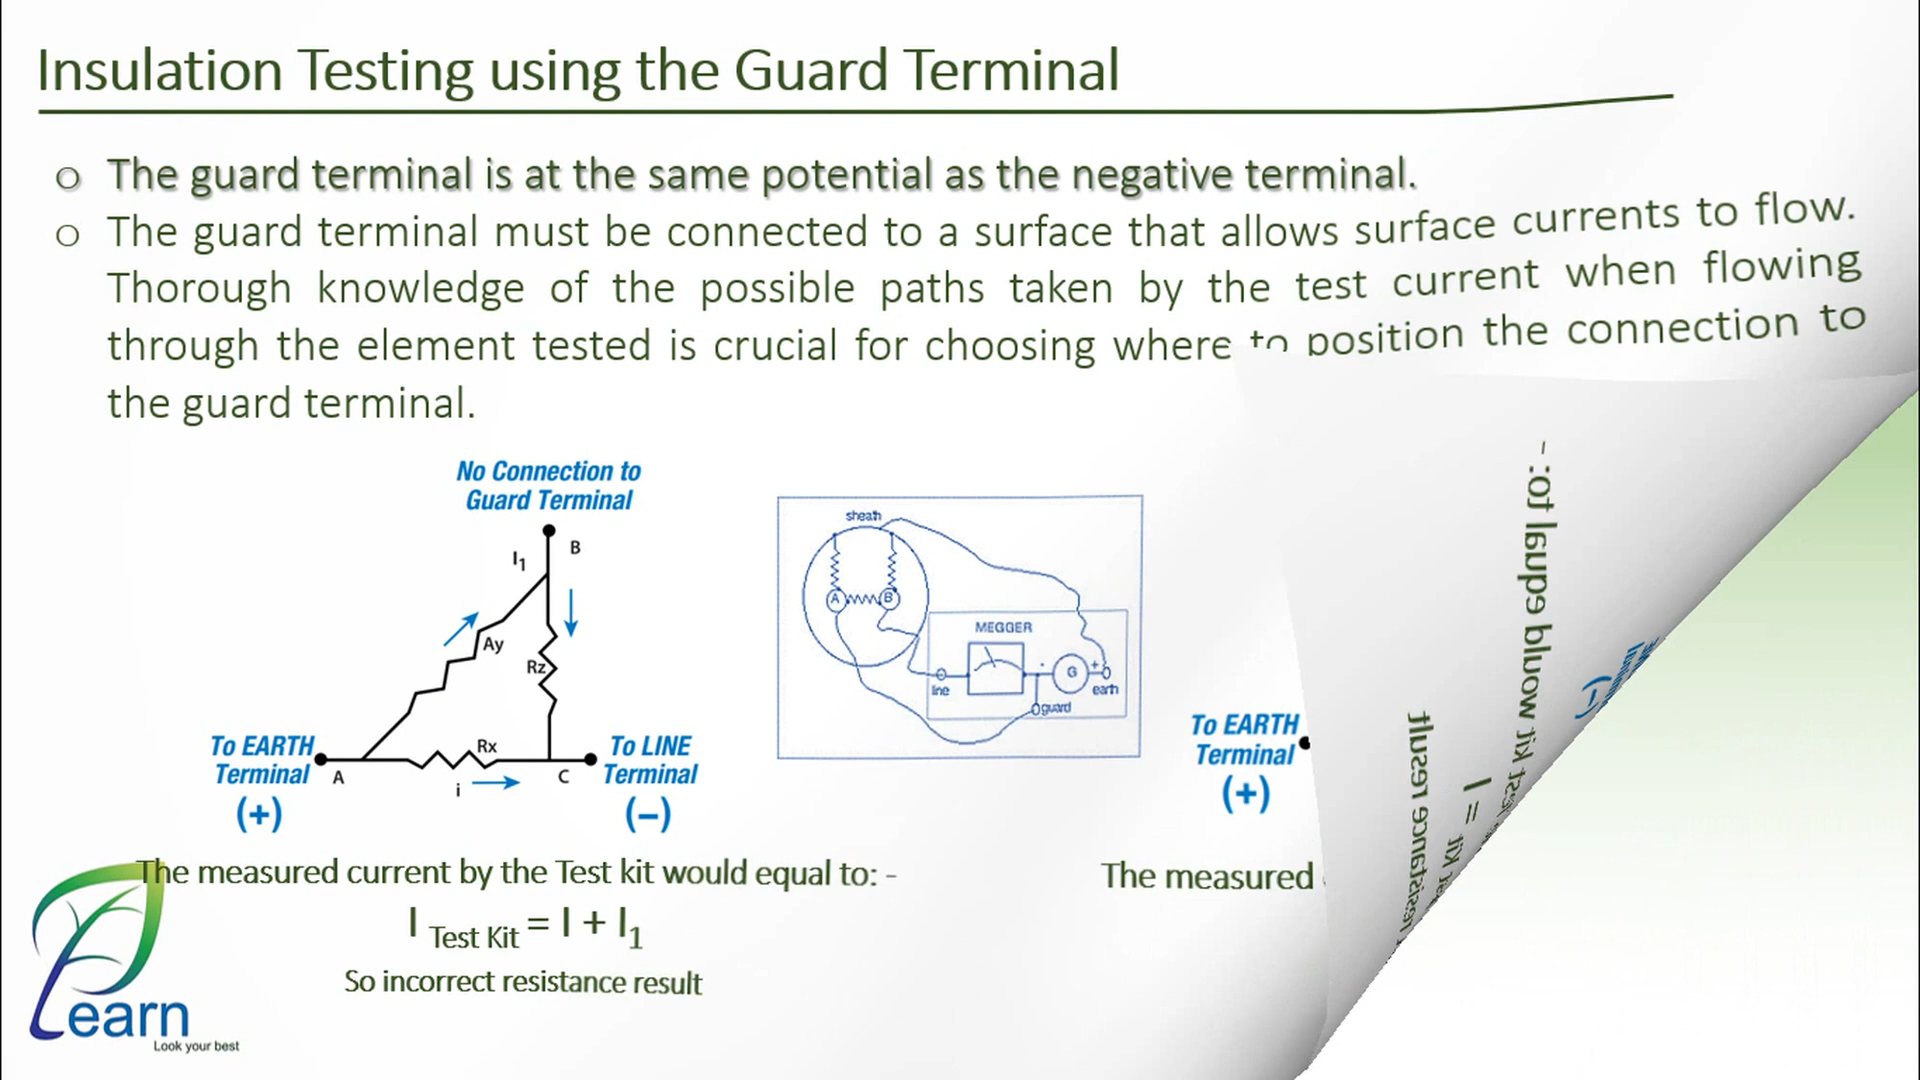 Insulation Testing using the Guard Terminal
o The guard terminal is at the same potential as the negative terminal.
o The guard terminal must be connected to a surface that allows surface currents to flow.
Thorough knowledge of the possible paths taken by the test current when flowing
through the element tested is crucial for choosing where to position the connection to
the guard terminal.
No Connection to
Guard Terminal
I1
B
Ay
Rz
To EARTH
Terminal
(+)
A
Rx
i
C
To LINE
Terminal
(–)
sheath
A
B
MEGGER
line
- G +
earth
guard
To EARTH
Terminal
(+)
The measured current by the Test kit would equal to: -
I Test Kit = I + I1
So incorrect resistance result
The measured
would equal to: -
= I
resistance result
(–)
Learn
Look your best